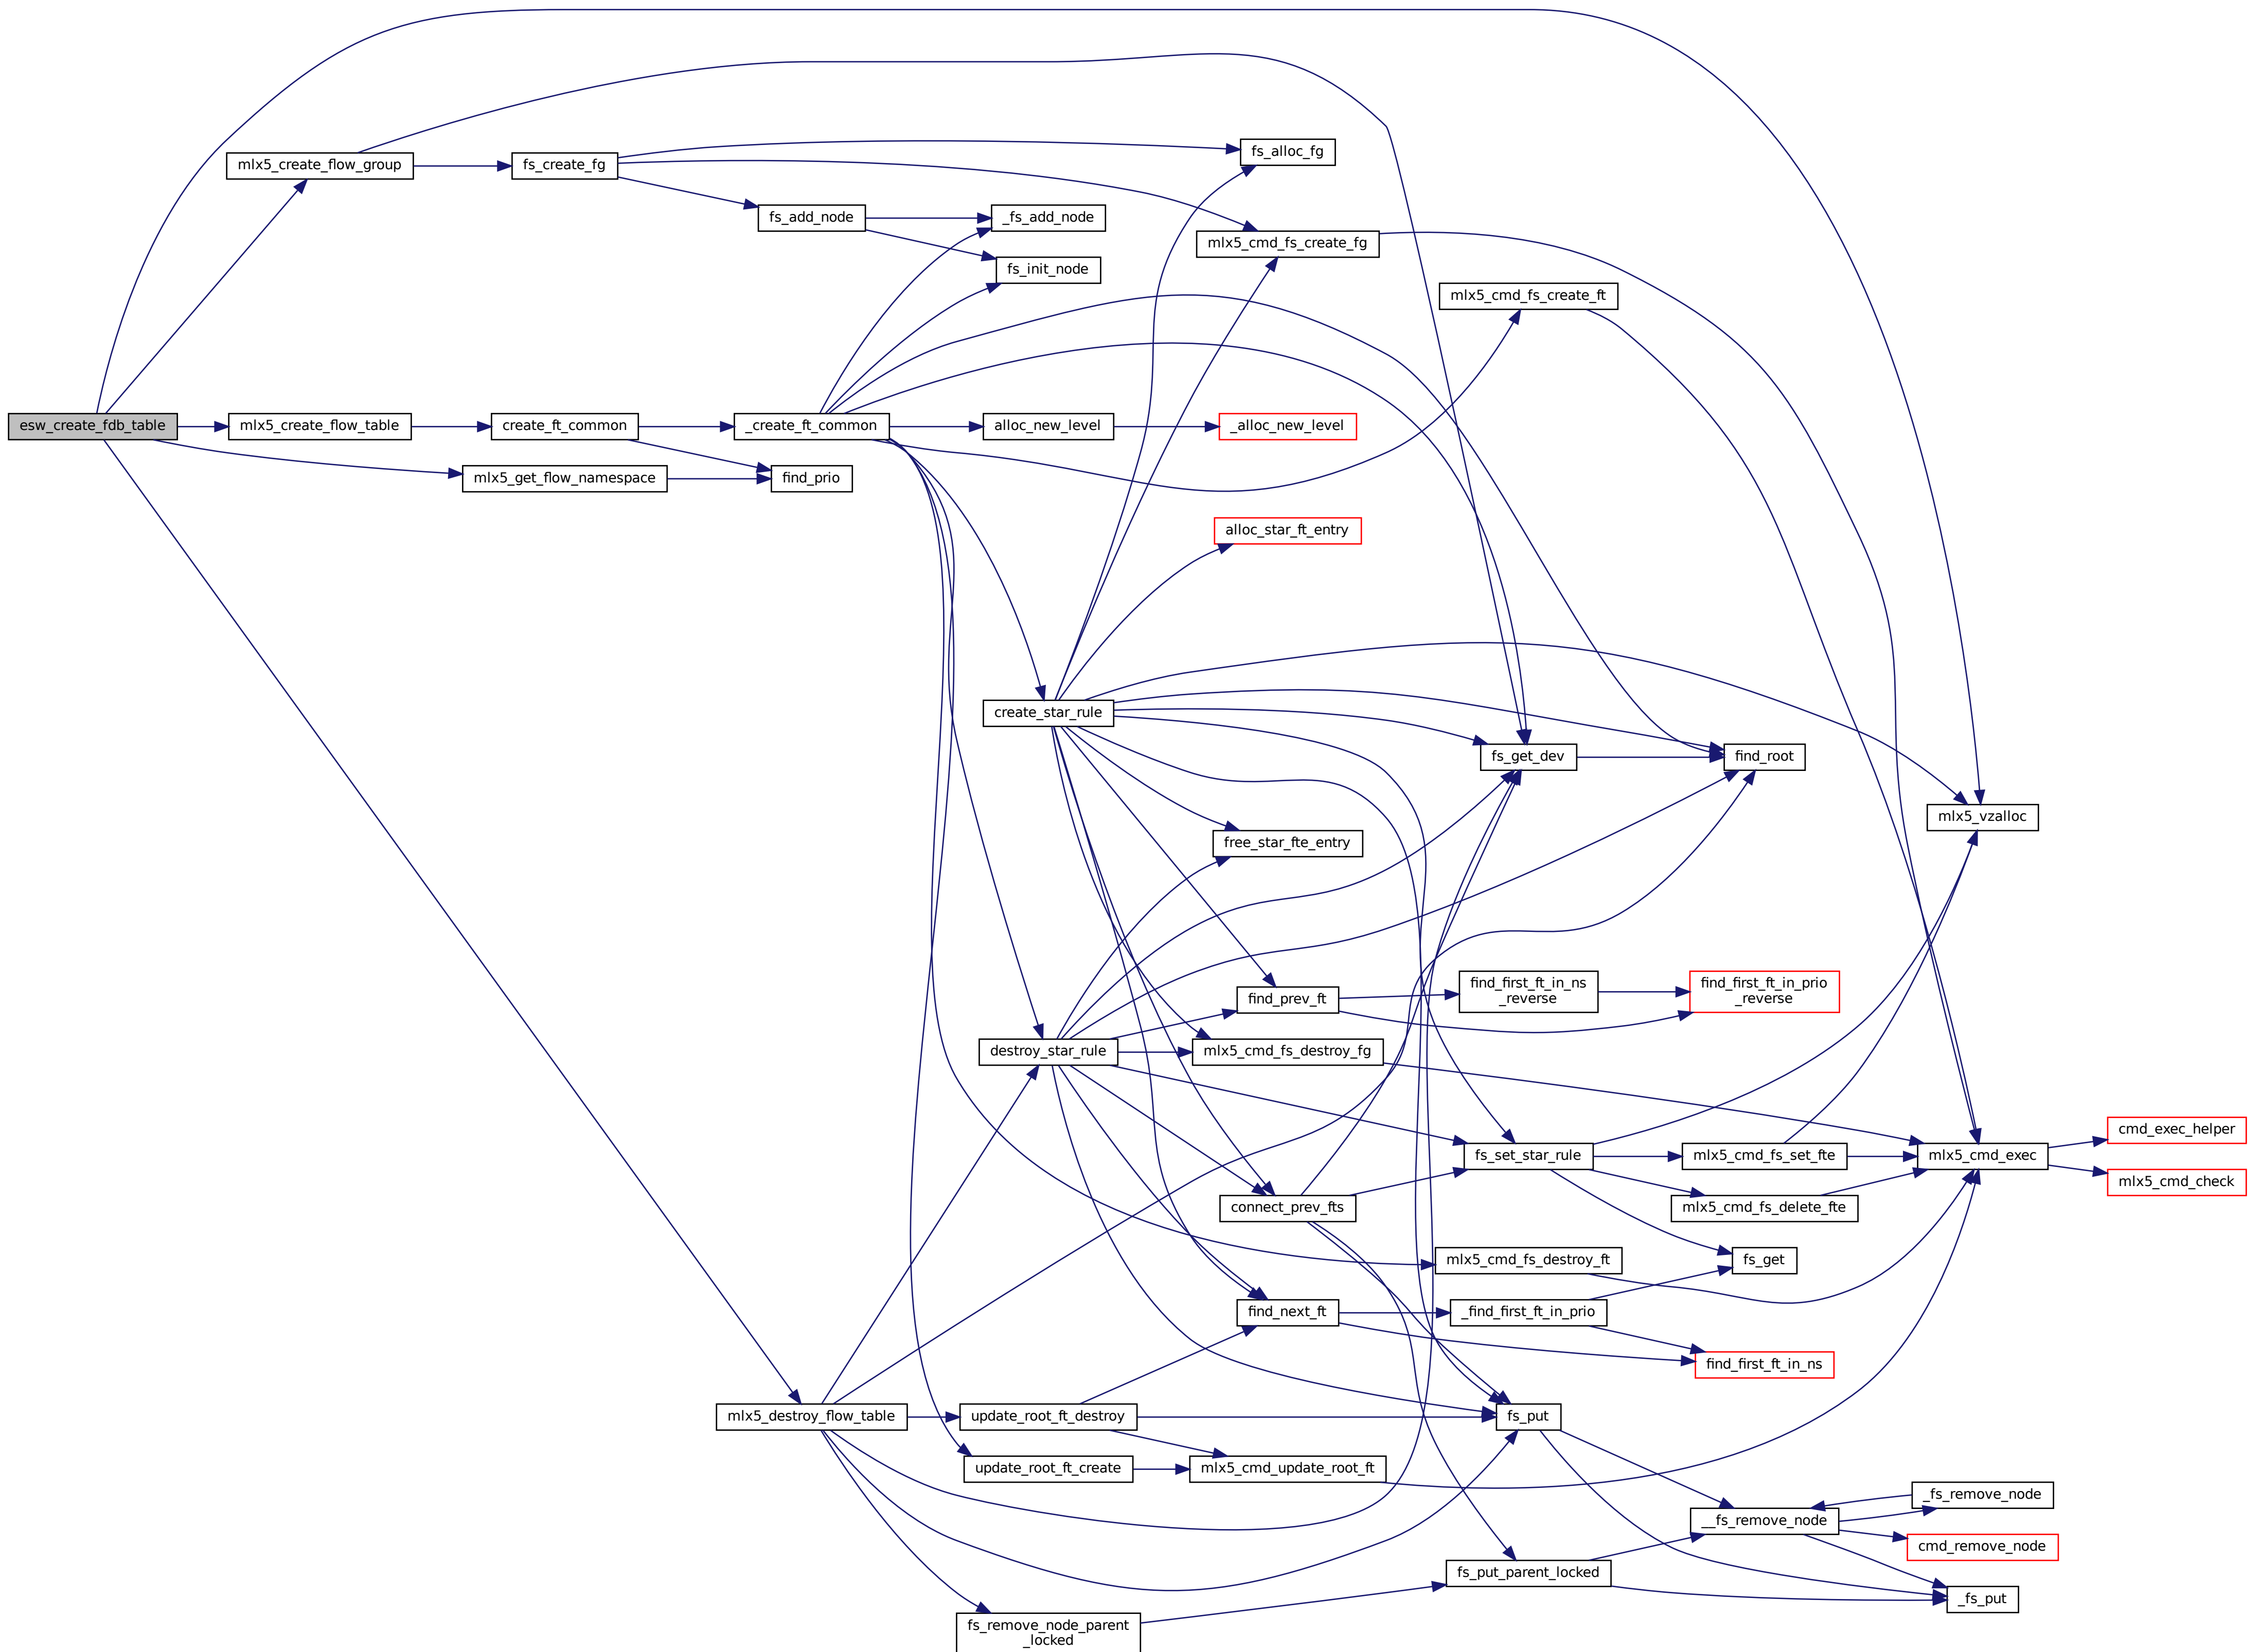 fs_alloc_fg
mlx5_create_flow_group
fs_create_fg
fs_add_node
_fs_add_node
mlx5_cmd_fs_create_fg
fs_init_node
mlx5_cmd_fs_create_ft
esw_create_fdb_table
mlx5_create_flow_table
create_ft_common
_create_ft_common
alloc_new_level
_alloc_new_level
mlx5_get_flow_namespace
find_prio
alloc_star_ft_entry
create_star_rule
fs_get_dev
find_root
mlx5_vzalloc
free_star_fte_entry
find_prev_ft
find_first_ft_in_ns
_reverse
find_first_ft_in_prio
_reverse
destroy_star_rule
mlx5_cmd_fs_destroy_fg
cmd_exec_helper
fs_set_star_rule
mlx5_cmd_fs_set_fte
mlx5_cmd_exec
mlx5_cmd_check
connect_prev_fts
mlx5_cmd_fs_delete_fte
mlx5_cmd_fs_destroy_ft
fs_get
find_next_ft
_find_first_ft_in_prio
find_first_ft_in_ns
mlx5_destroy_flow_table
update_root_ft_destroy
fs_put
update_root_ft_create
mlx5_cmd_update_root_ft
_fs_remove_node
__fs_remove_node
cmd_remove_node
fs_put_parent_locked
_fs_put
fs_remove_node_parent
_locked